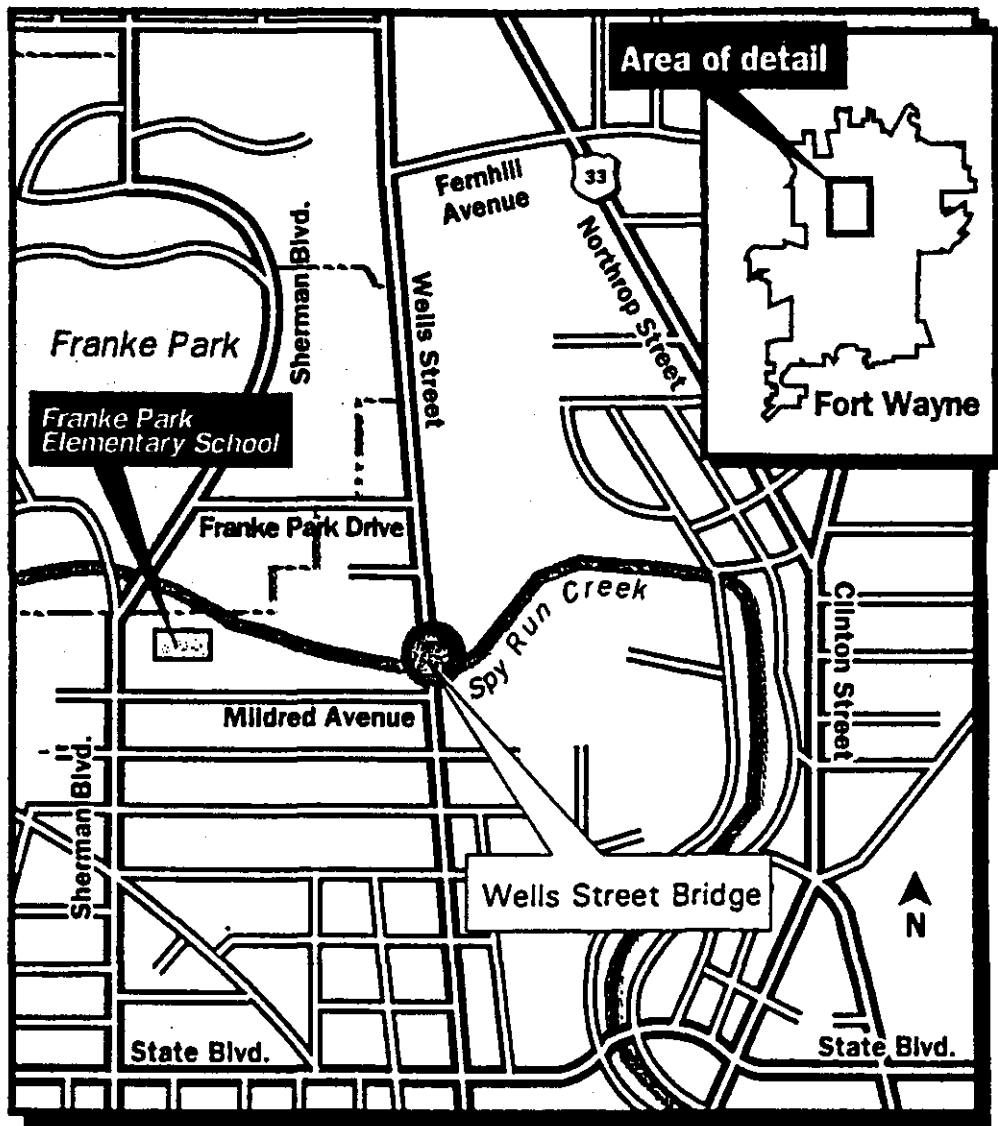 Area of detail
Fernhill
Avenue
33
Sherman Blvd.
Northrop Street
Wells Street
Franke Park
Fort Wayne
Franke Park
Elementary School
Franke Park Drive
Spy Run Creek
Clinton Street
Mildred Avenue
Sherman Blvd.
Wells Street Bridge
N
State Blvd.
State Blvd.